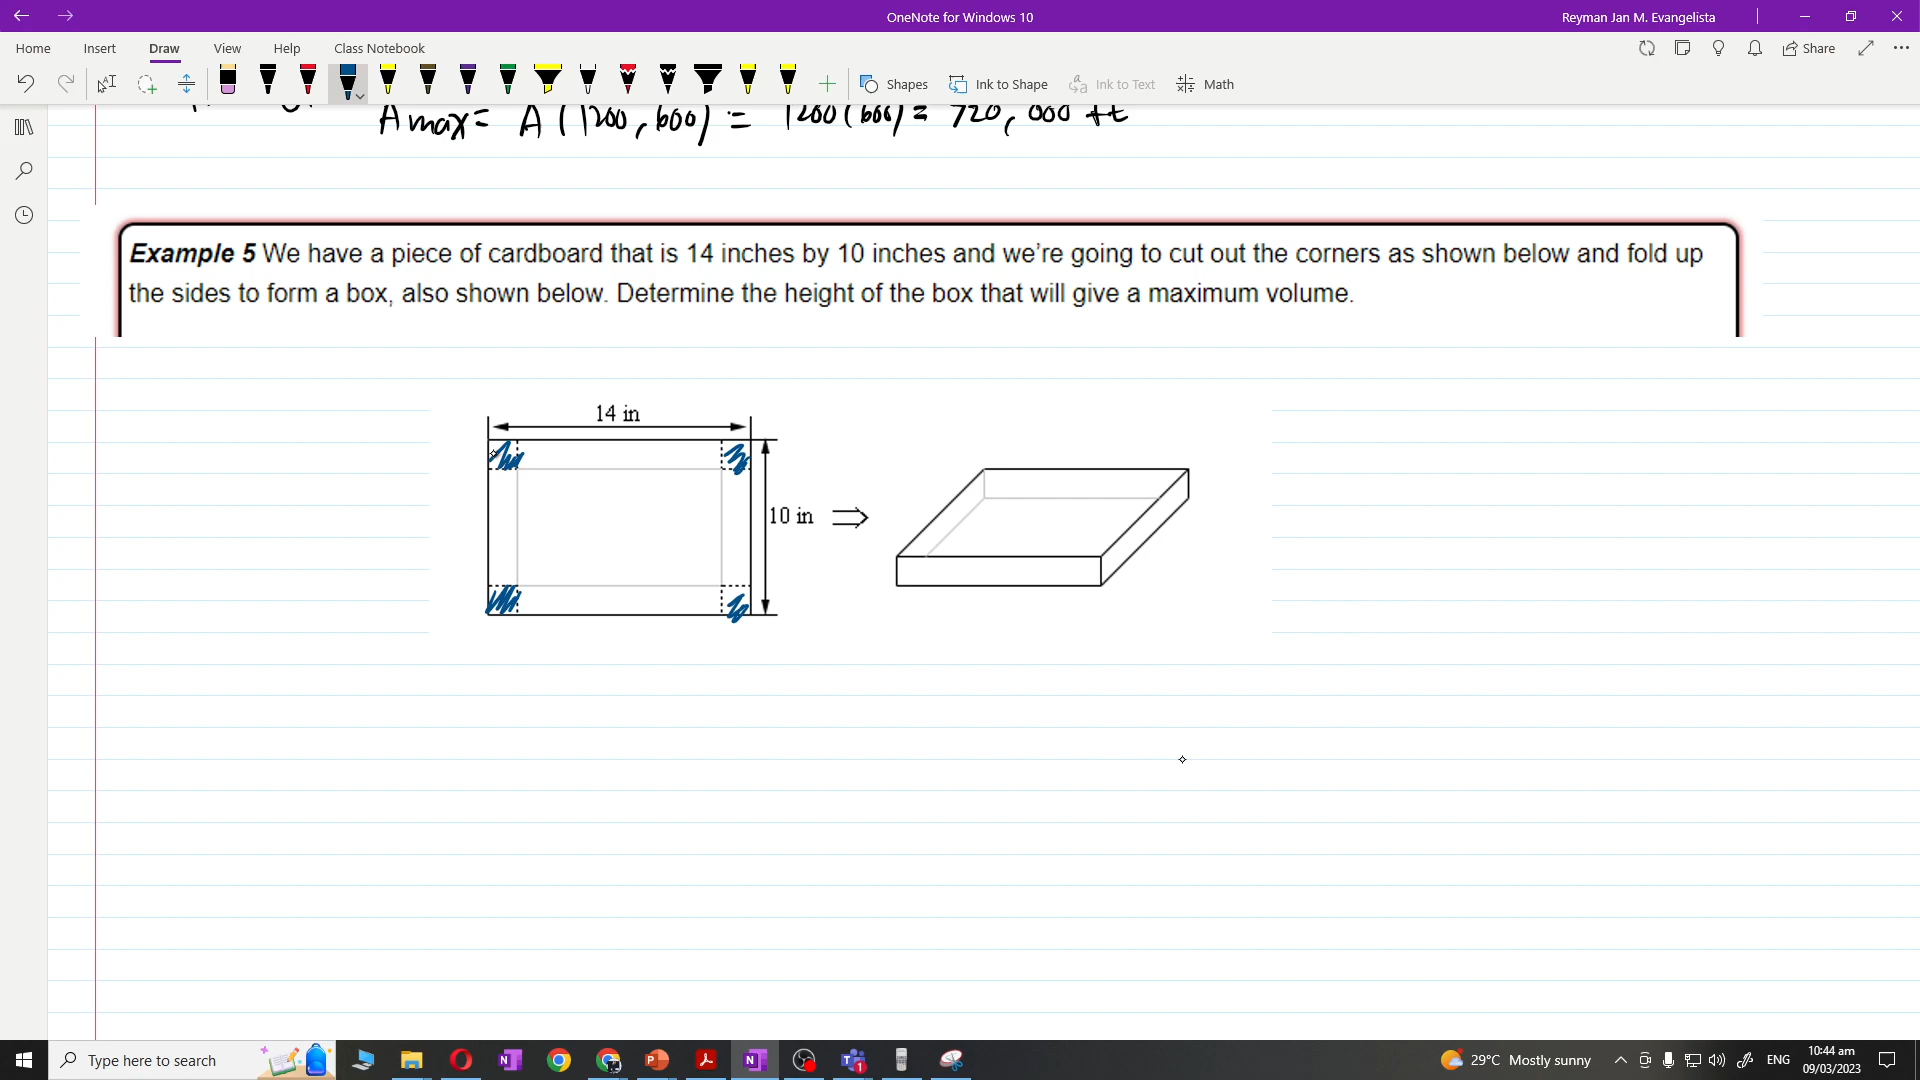 OneNote for Windows 10
Reyman Jan M. Evangelista
Home Insert Draw View Help Class Notebook
Share
Shapes Ink to Shape Ink to Text Math
A max = A (1200, 600) = 1200 (600) = 720, 000 ft
Example 5 We have a piece of cardboard that is 14 inches by 10 inches and we're going to cut out the corners as shown below and fold up
the sides to form a box, also shown below. Determine the height of the box that will give a maximum volume.
14 in
10 in
Type here to search
29°C Mostly sunny
ENG
10:44 am
09/03/2023